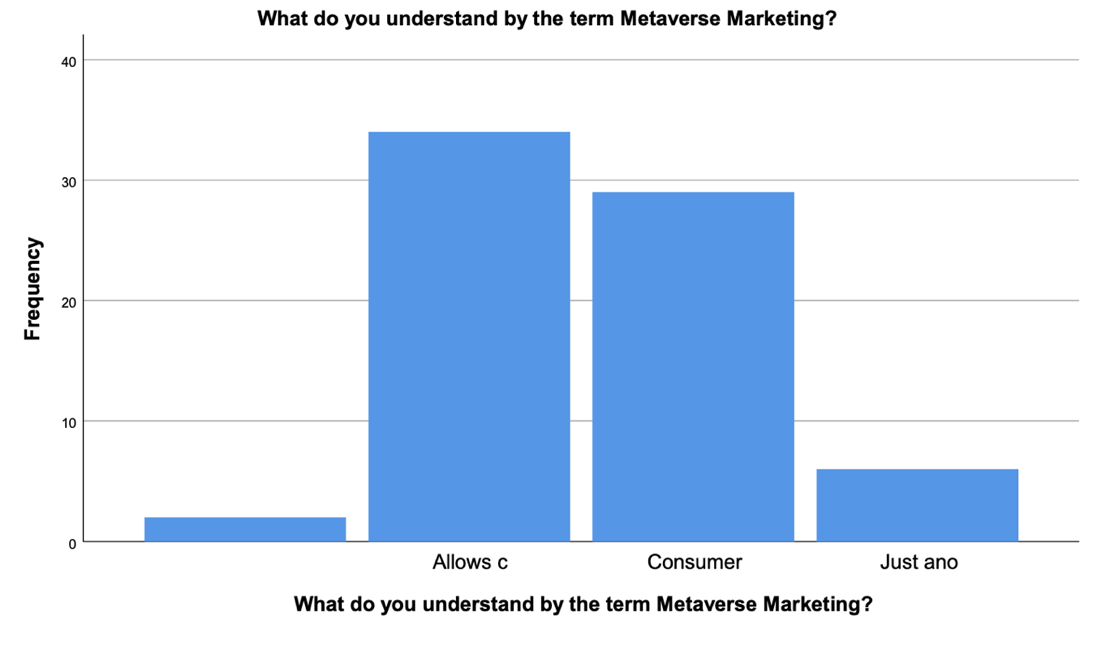 What do you understand by the term Metaverse Marketing?
40
30
20
10
0
Frequency
Allows c Consumer Just ano
What do you understand by the term Metaverse Marketing?